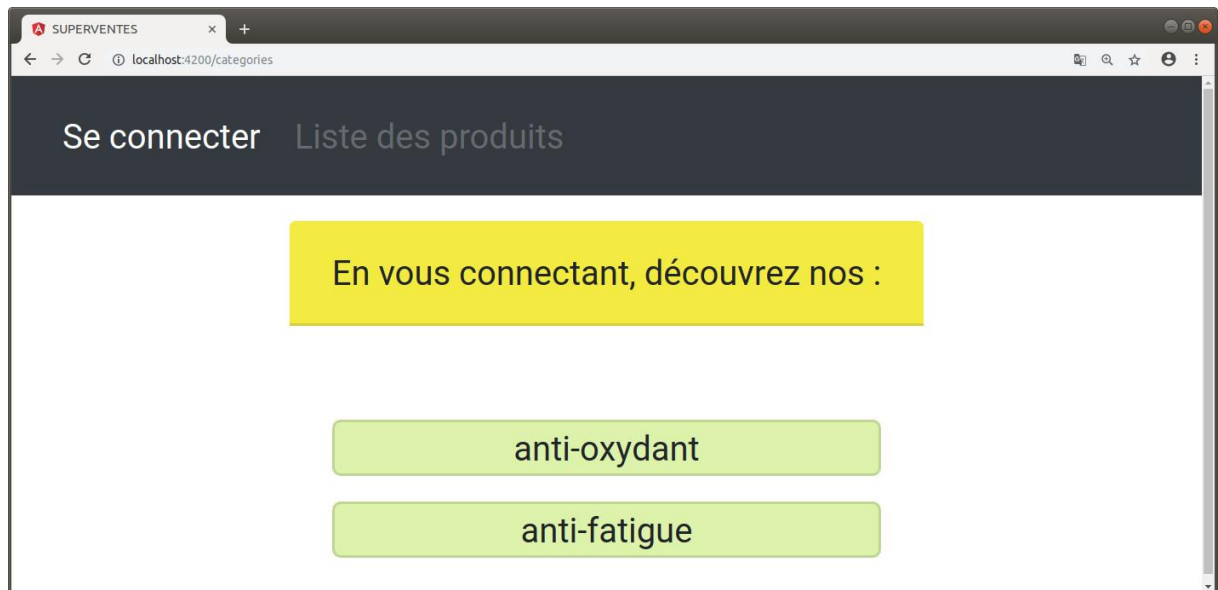 SUPERVENTES
localhost:4200/categories
Se connecter Liste des produits
En vous connectant, découvrez nos :
anti-oxydant
anti-fatigue